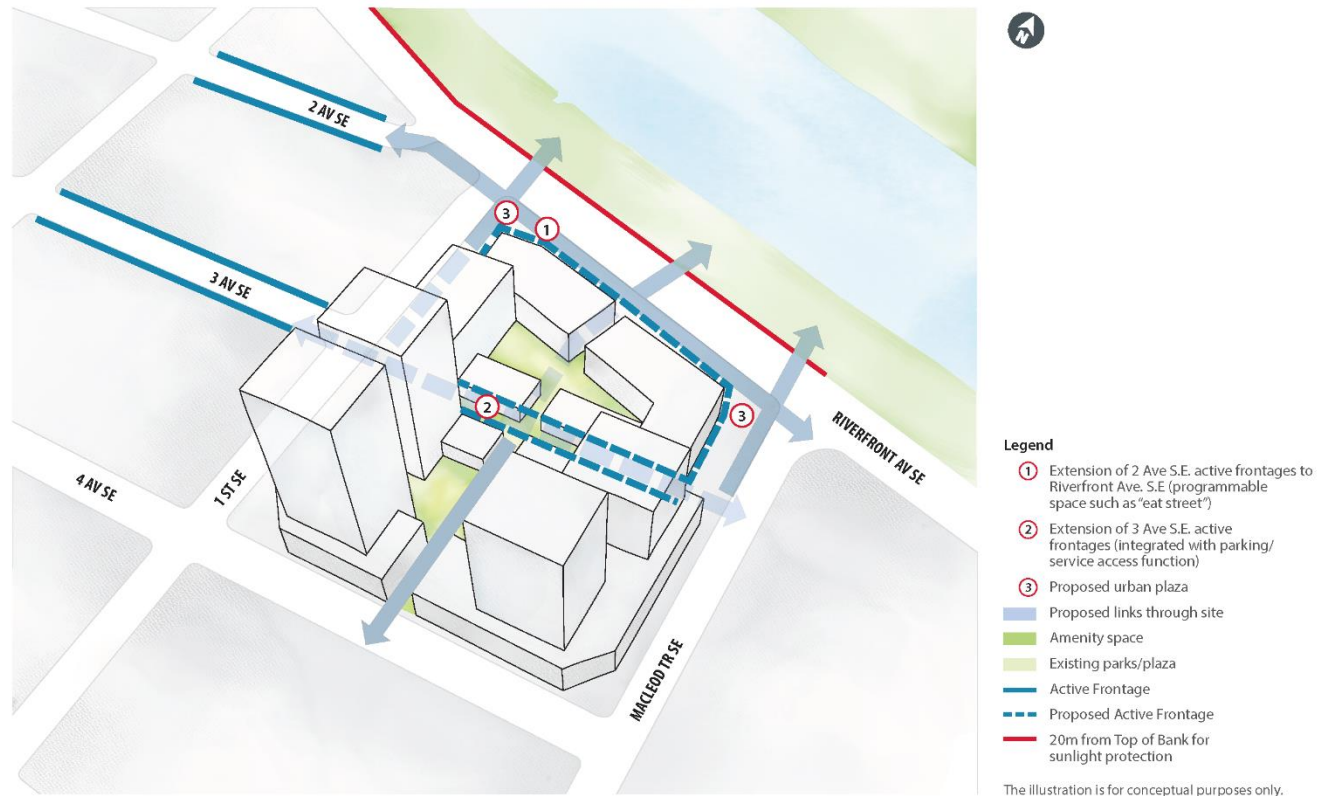 N
2 AV SE
3
1
3 AV SE
2
3
RIVERFRONT AV SE
4 AV SE
1 ST SE
MACLEOD TR SE
Legend
1 Extension of 2 Ave S.E. active frontages to
Riverfront Ave. S.E (programmable
space such as “eat street”)
2 Extension of 3 Ave S.E. active
frontages (integrated with parking/
service access function)
3 Proposed urban plaza
Proposed links through site
Amenity space
Existing parks/plaza
Active Frontage
Proposed Active Frontage
20m from Top of Bank for
sunlight protection
The illustration is for conceptual purposes only.